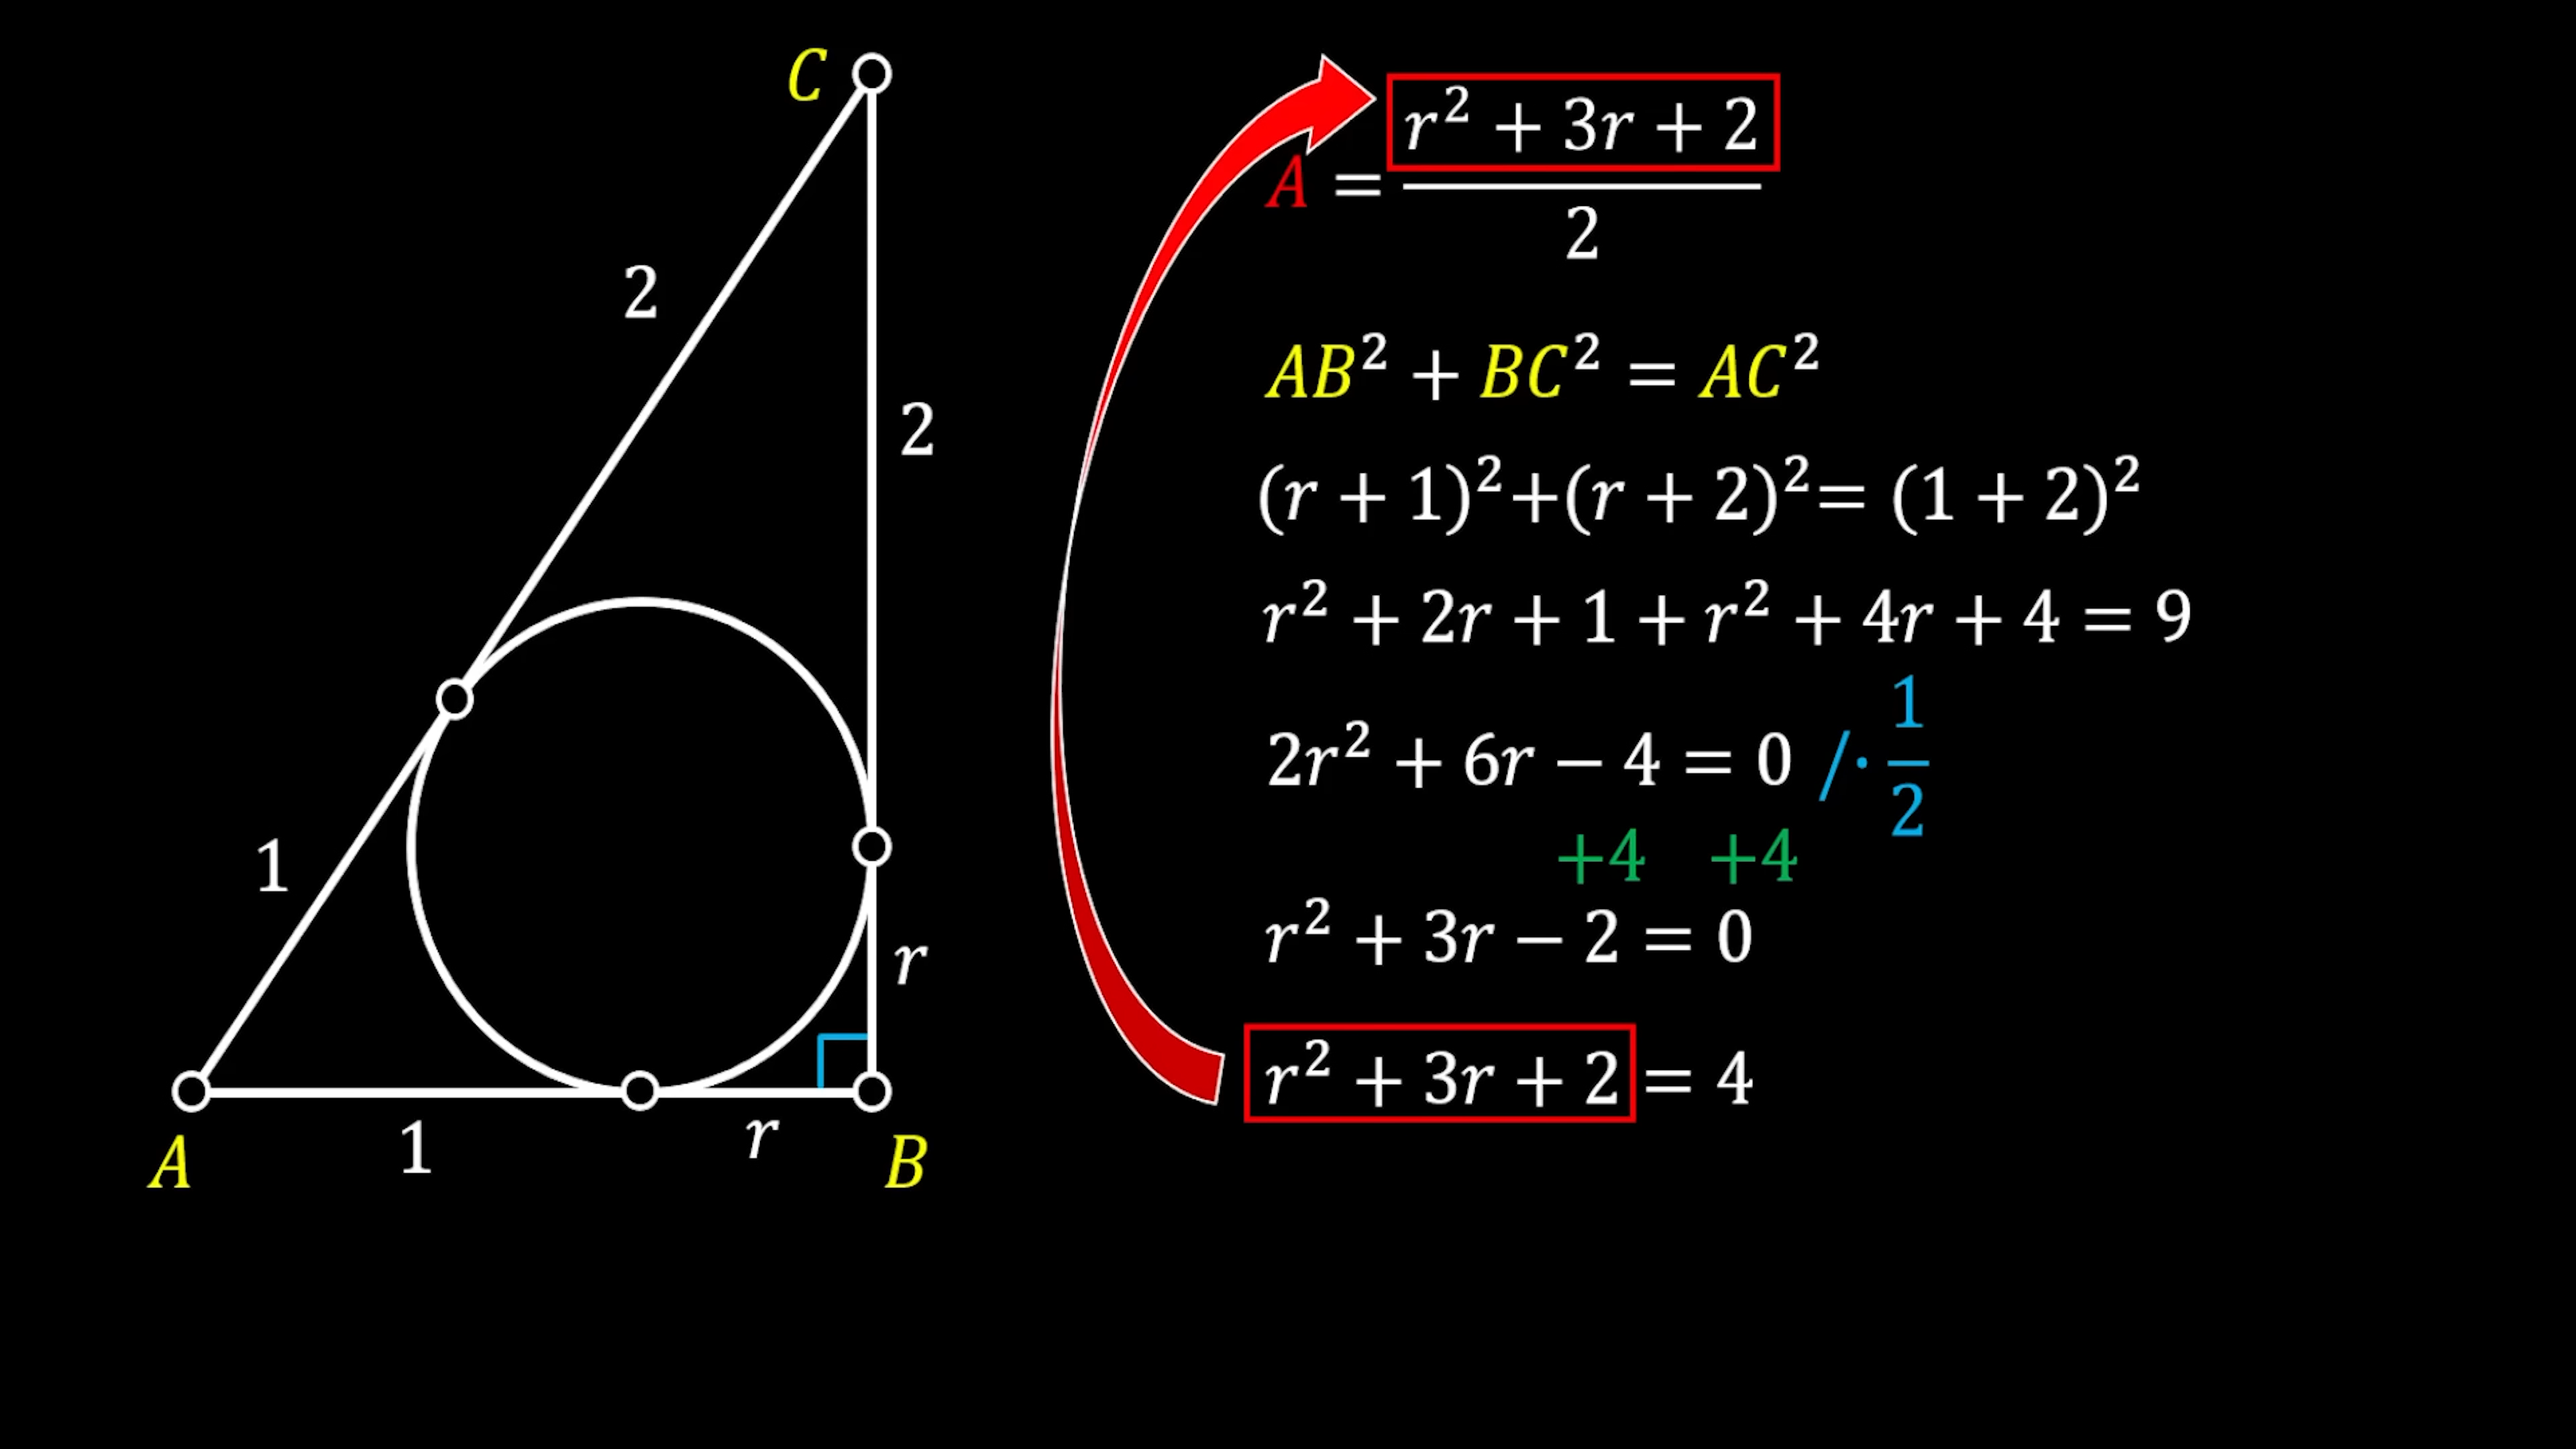 C
2
2
1
r
A
1
r
B
A = (r² + 3r + 2)/2
AB² + BC² = AC²
(r + 1)²+(r + 2)²= (1 + 2)²
r² + 2r + 1 + r² + 4r + 4 = 9
2r² + 6r − 4 = 0 /· 1/2
+4 +4
r² + 3r − 2 = 0
r² + 3r + 2 = 4